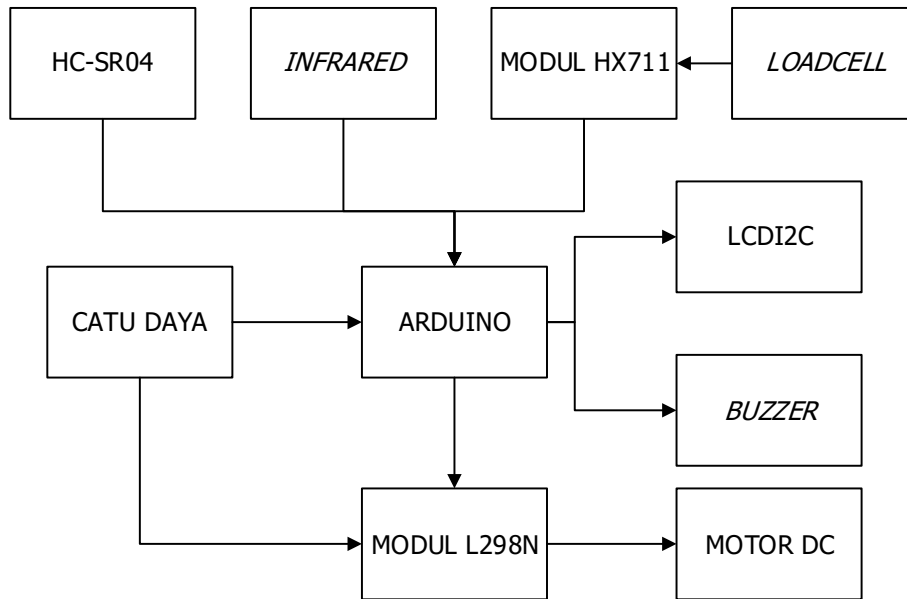 HC-SR04
INFRARED
MODUL HX711
LOADCELL
LCDI2C
CATU DAYA
ARDUINO
BUZZER
MODUL L298N
MOTOR DC